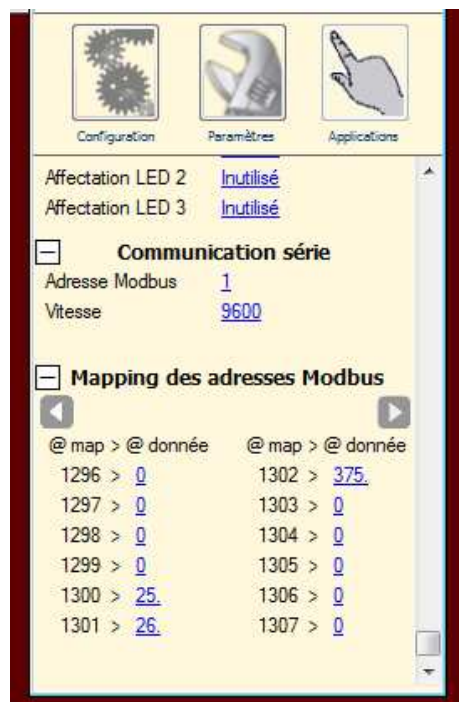 Configuration Paramètres Applications
Affectation LED 2 Inutilisé
Affectation LED 3 Inutilisé
Communication série
Adresse Modbus 1
Vitesse 9600
Mapping des adresses Modbus
@ map > @ donnée @ map > @ donnée
1296 > 0 1302 > 375.
1297 > 0 1303 > 0
1298 > 0 1304 > 0
1299 > 0 1305 > 0
1300 > 25. 1306 > 0
1301 > 26. 1307 > 0